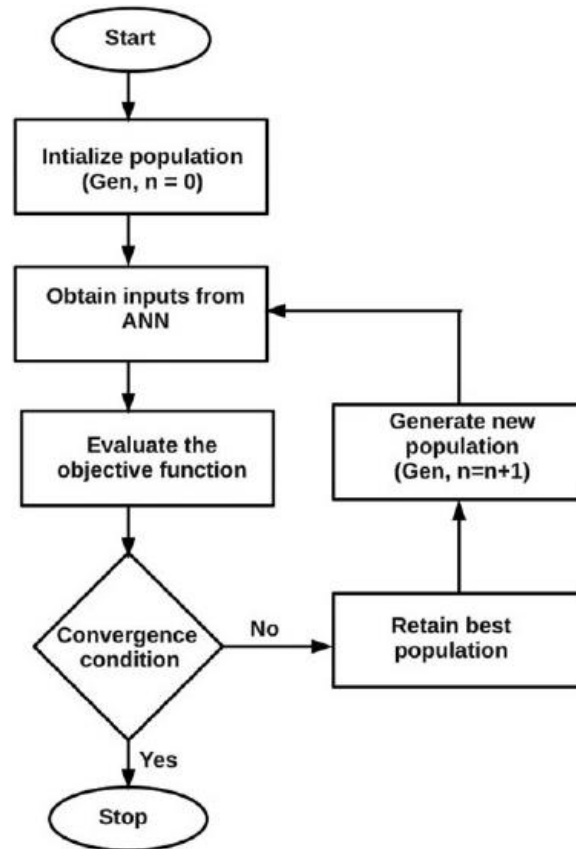 Start
Intialize population
(Gen, n = 0)
Obtain inputs from
ANN
Evaluate the
objective function
Convergence
condition
No
Yes
Stop
Retain best
population
Generate new
population
(Gen, n=n+1)